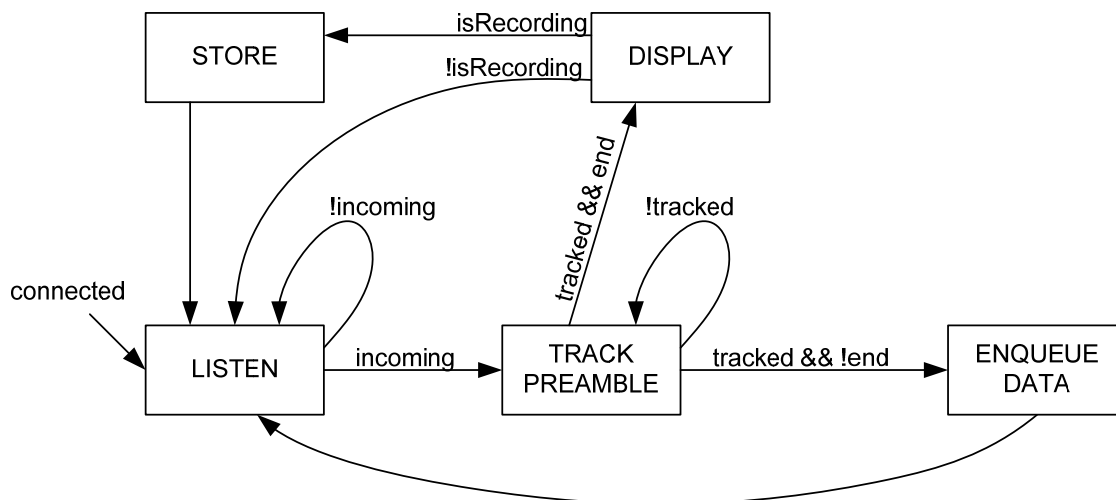 isRecording
STORE
DISPLAY
!isRecording
tracked && end
!incoming
!tracked
connected
LISTEN
incoming
TRACK
PREAMBLE
tracked && !end
ENQUEUE
DATA